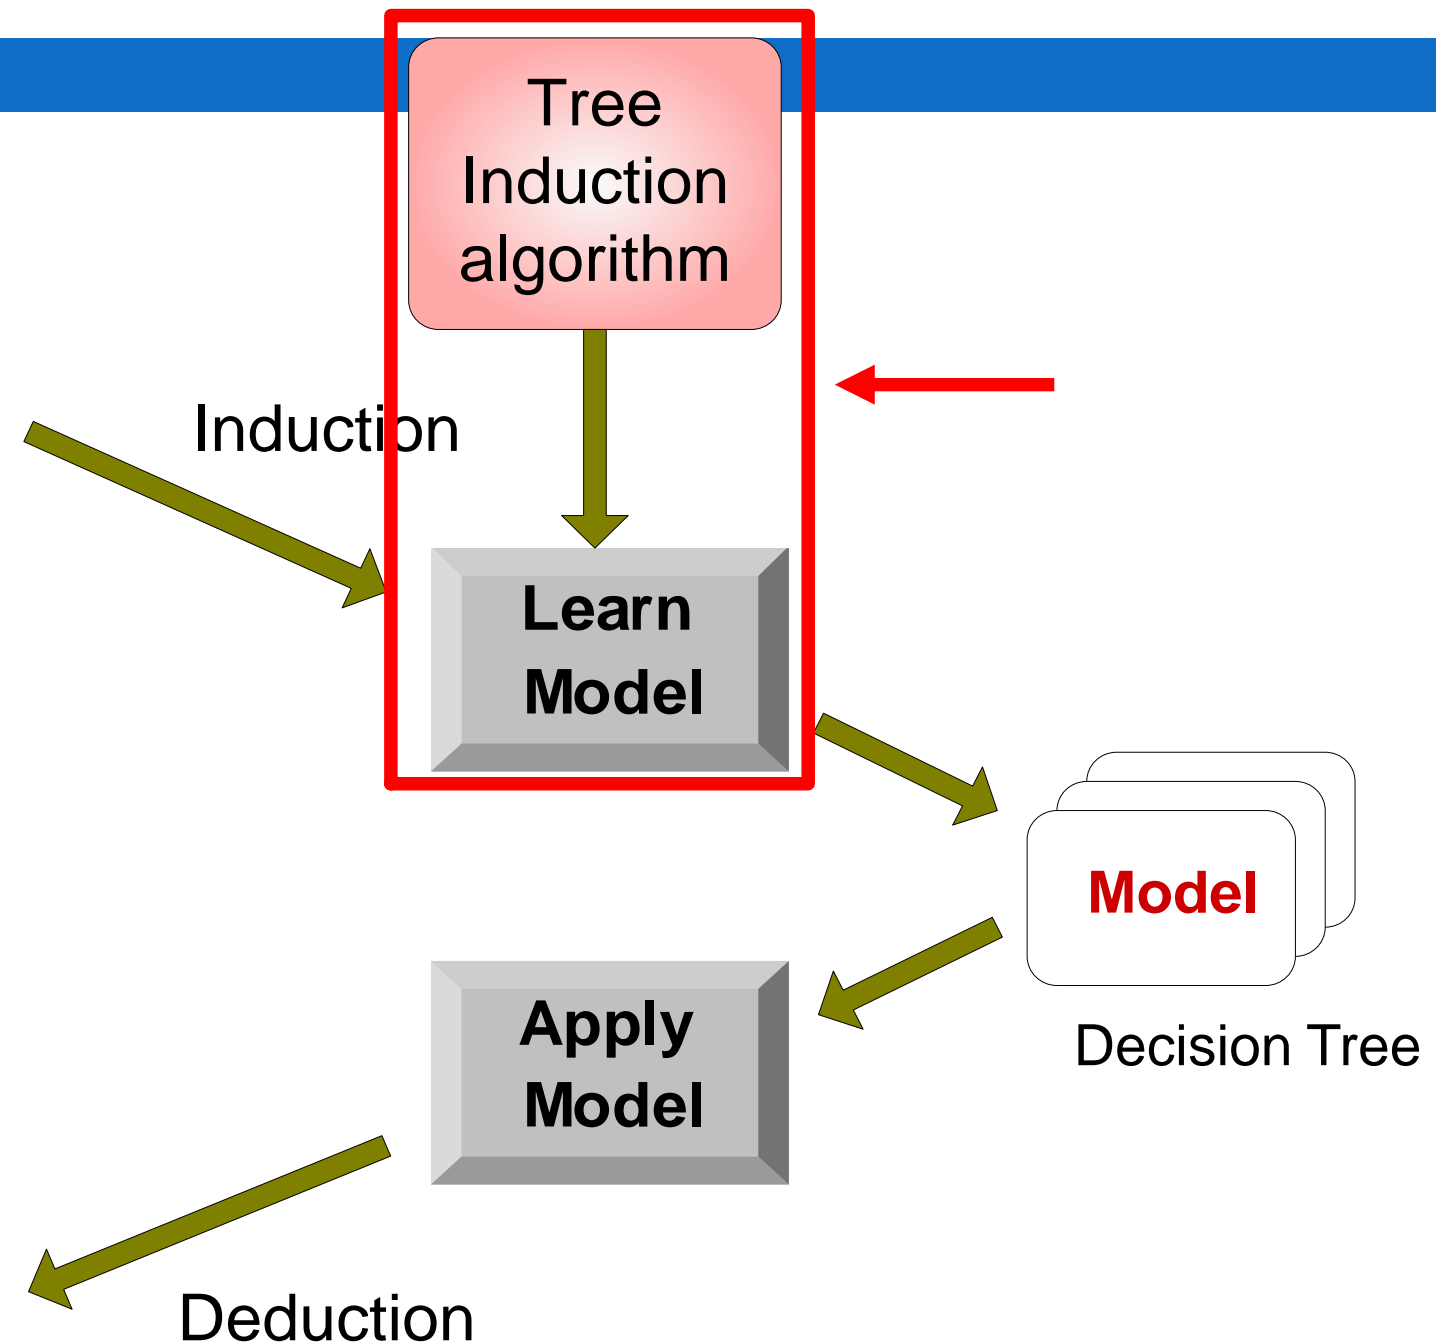 Tree
Induction
algorithm
Induction
Learn
Model
Model
Decision Tree
Apply
Model
Deduction